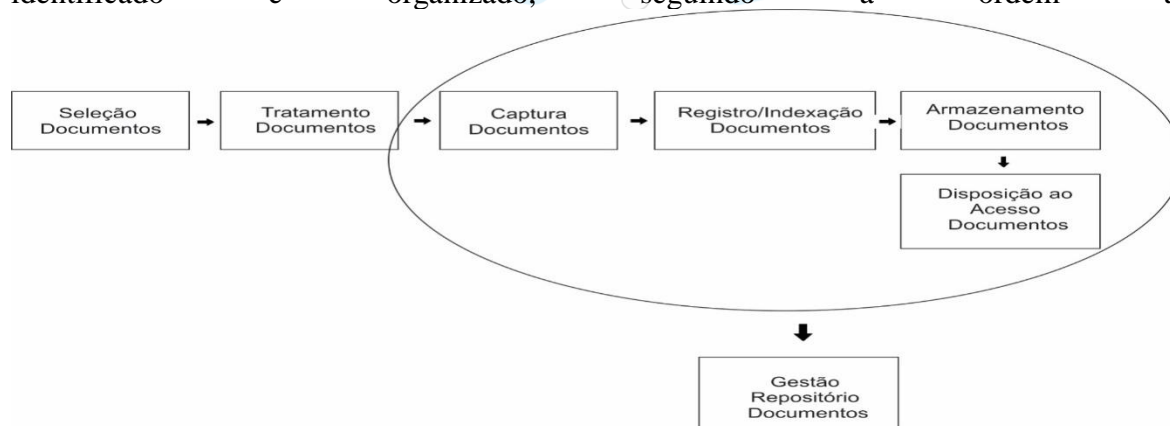 identificado e organizado, seguindo a ordem a
Seleção
Documentos
Tratamento
Documentos
Captura
Documentos
Registro/Indexação
Documentos
Armazenamento
Documentos
Disposição ao
Acesso
Documentos
Gestão
Repositório
Documentos